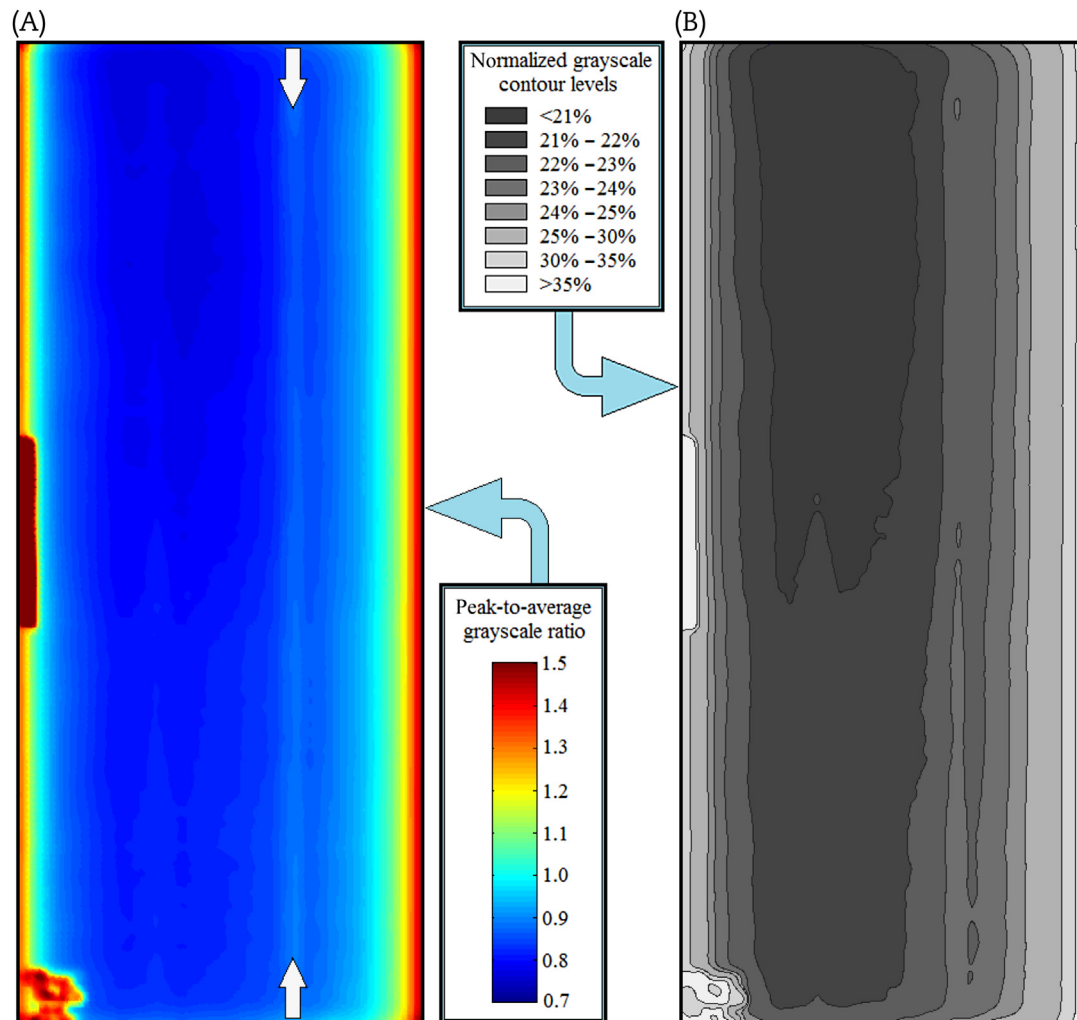 (A)
(B)
Normalized grayscale
contour levels
<21%
21% – 22%
22% –23%
23% – 24%
24% – 25%
25% –30%
30% –35%
>35%
Peak-to-average
grayscale ratio
1.5
1.4
1.3
1.2
1.1
1.0
0.9
0.8
0.7